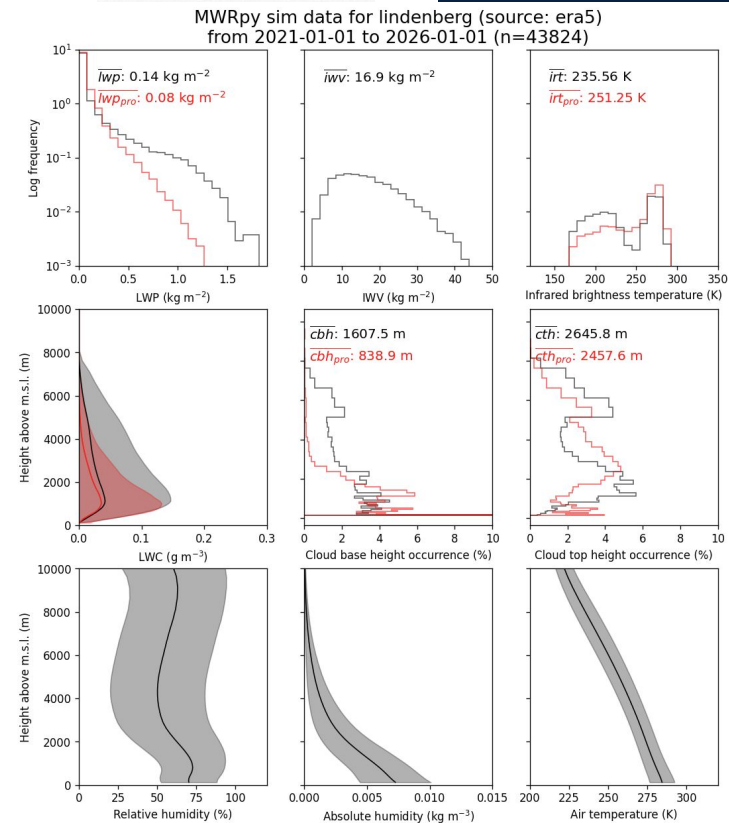 MWRpy sim data for lindenberg (source: era5)
from 2021-01-01 to 2026-01-01 (n=43824)
10¹
10⁰
10⁻¹
10⁻²
10⁻³
Log frequency
lwp: 0.14 kg m⁻²
lwp_pro: 0.08 kg m⁻²
0.0 0.5 1.0 1.5
LWP (kg m⁻²)
iwv: 16.9 kg m⁻²
0 10 20 30 40 50
IWV (kg m⁻²)
irt: 235.56 K
irt_pro: 251.25 K
150 200 250 300 350
Infrared brightness temperature (K)
10000
8000
6000
4000
2000
0
Height above m.s.l. (m)
0.0 0.1 0.2 0.3
LWC (g m⁻³)
cbh: 1607.5 m
cbh_pro: 838.9 m
0 2 4 6 8 10
Cloud base height occurrence (%)
cth: 2645.8 m
cth_pro: 2457.6 m
0 2 4 6 8 10
Cloud top height occurrence (%)
10000
8000
6000
4000
2000
0
Height above m.s.l. (m)
0 25 50 75 100
Relative humidity (%)
0.000 0.005 0.010 0.015
Absolute humidity (kg m⁻³)
200 225 250 275 300
Air temperature (K)